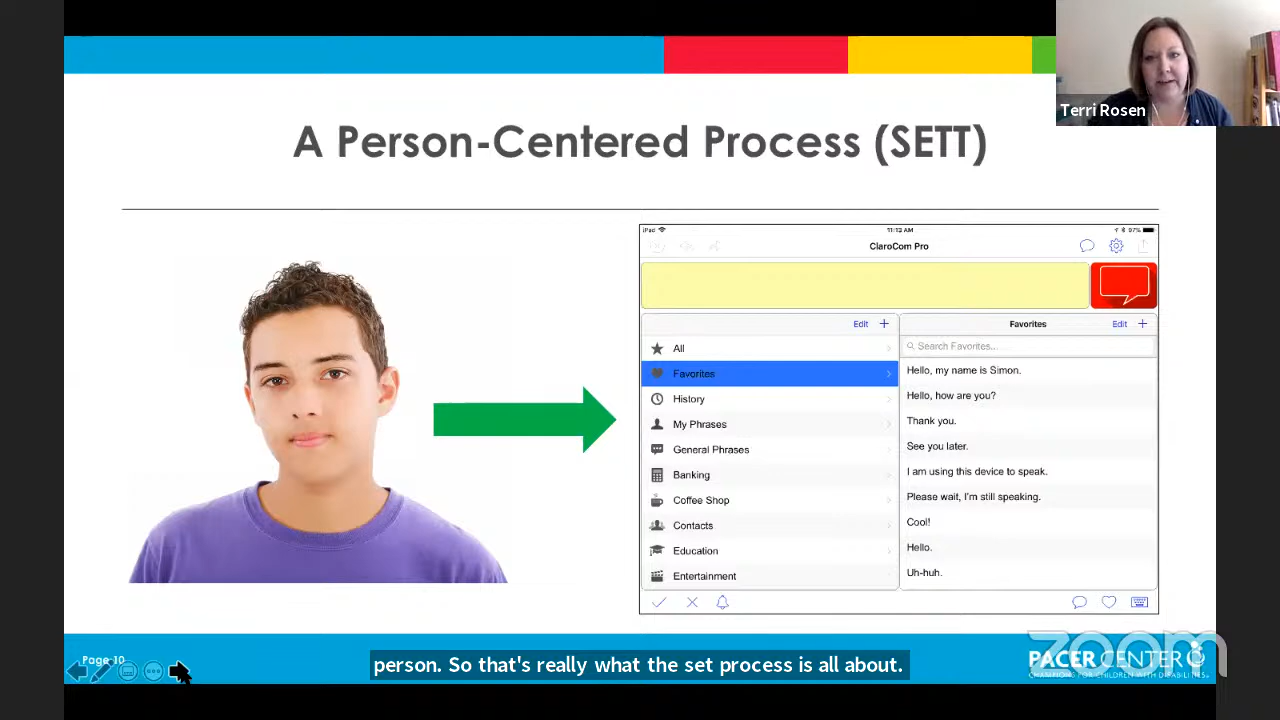 Terri Rosen
A Person-Centered Process (SETT)
iPad
11:13 AM
97%
ClaroCom Pro
Edit +
All
Favorites
History
My Phrases
General Phrases
Banking
Coffee Shop
Contacts
Education
Entertainment
Favorites
Edit +
Search Favorites...
Hello, my name is Simon.
Hello, how are you?
Thank you.
See you later.
I am using this device to speak.
Please wait, I'm still speaking.
Cool!
Hello.
Uh-huh.
Page 10
person. So that's really what the set process is all about.
zoom
PACER CENTER
CHAMPIONS FOR CHILDREN WITH DISABILITIES